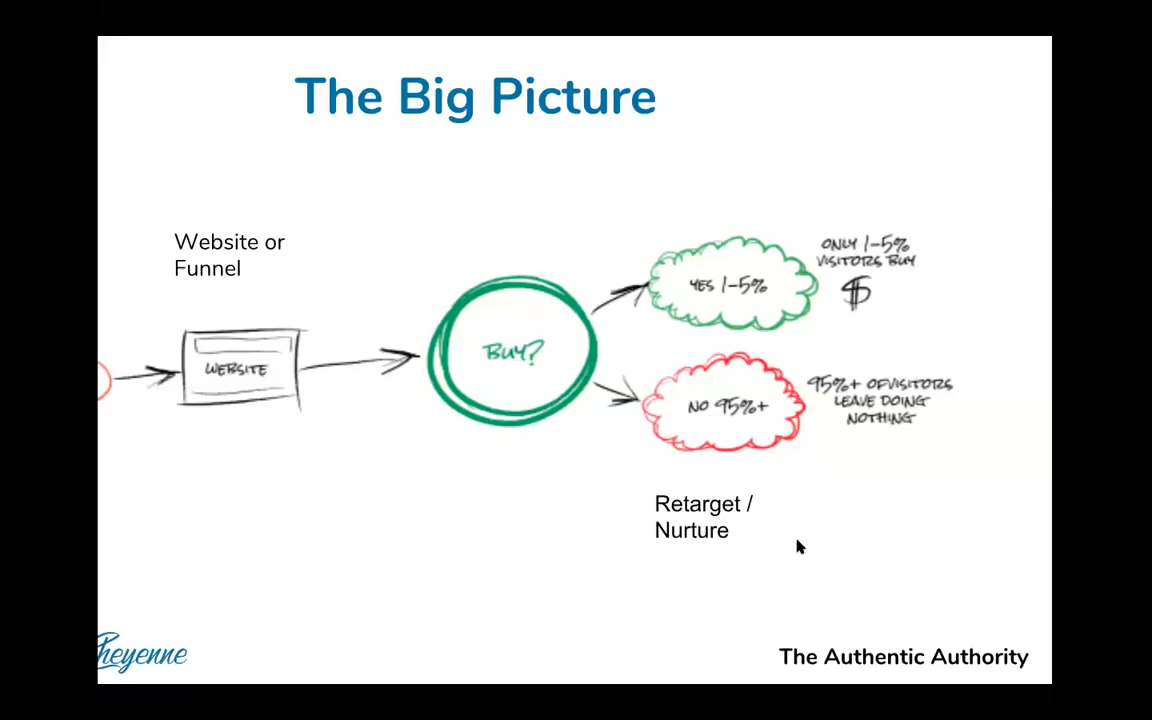 The Big Picture
Website or
Funnel
WEBSITE
BUY?
YES 1-5%
ONLY 1-5%
VISITORS BUY
$
NO 95%+
95%+ OF VISITORS
LEAVE DOING
NOTHING
Retarget /
Nurture
heyenne
The Authentic Authority